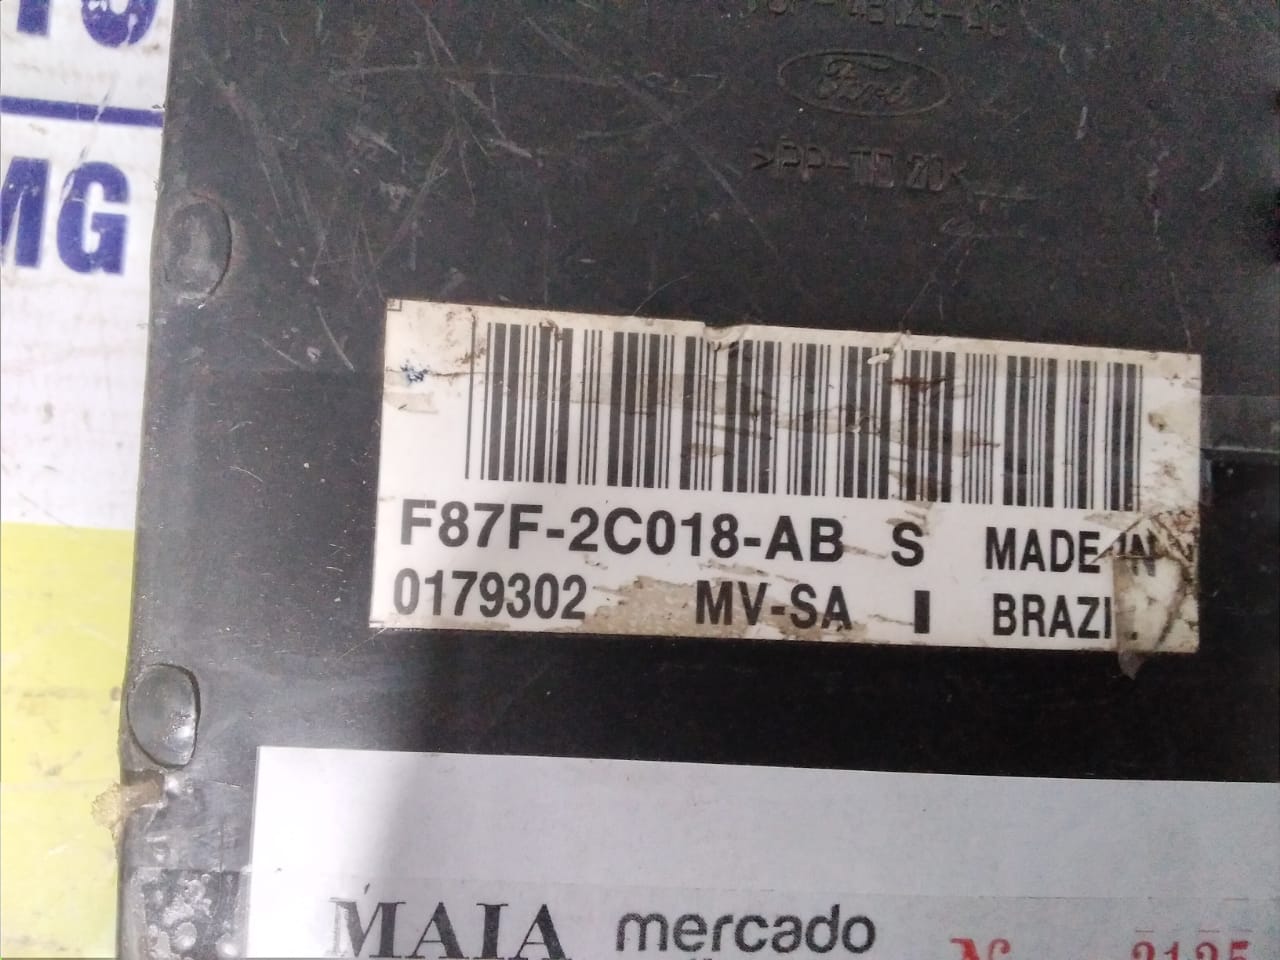 MG
Ford
>PP-TD 20<
F87F-2C018-AB S MADE IN
0179302 MV-SA BRAZI
MAIA mercado